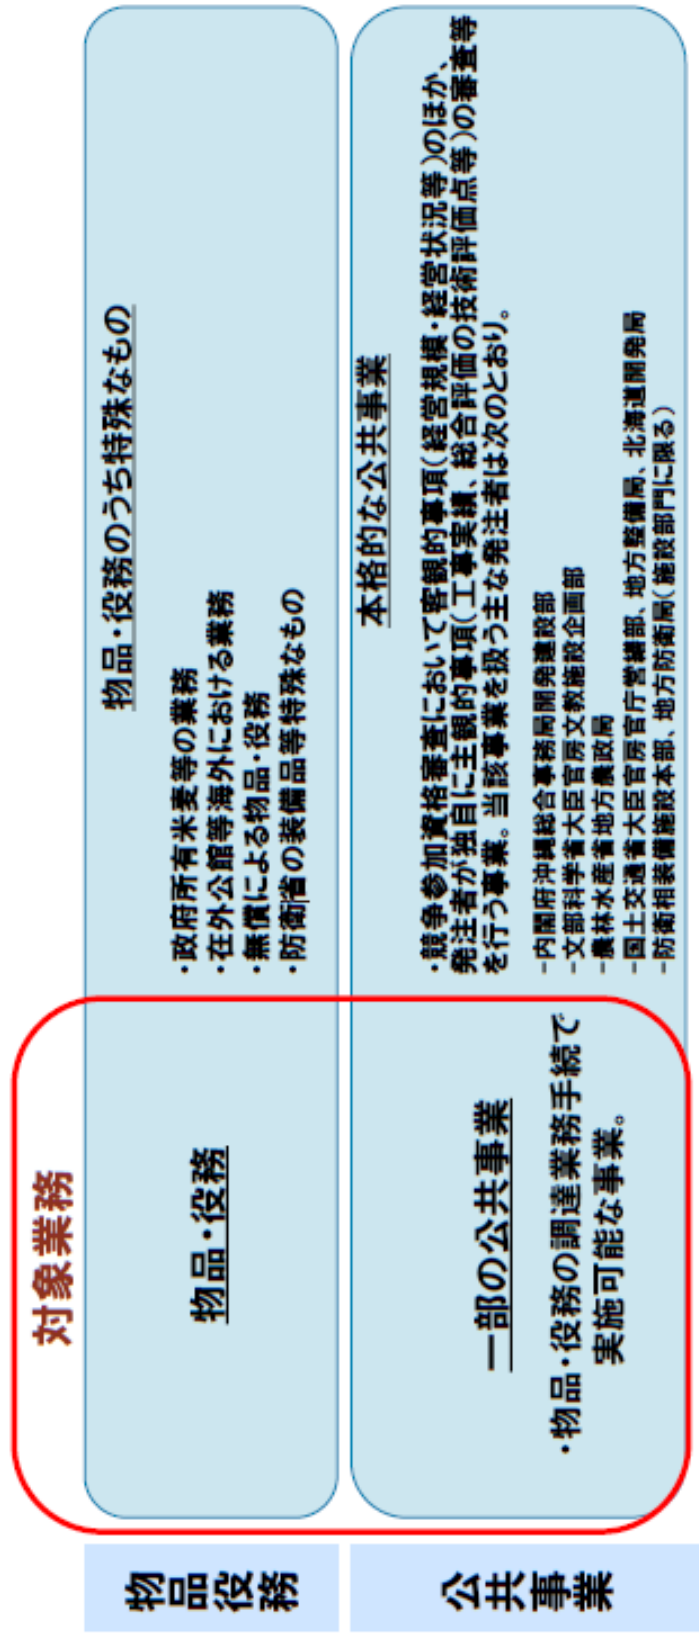 対象業務
物品役務
物品・役務
物品・役務のうち特殊なもの
・政府所有米麦等の業務
・在外公館等海外における業務
・無償による物品・役務
・防衛省の装備品等特殊なもの
公共事業
一部の公共事業
・物品・役務の調達業務手続で
実施可能な事業。
本格的な公共事業
・競争参加資格審査において客観的事項(経営規模・経営状況等)のほか、
発注者が独自に主観的事項(工事実績、総合評価の技術評価点等)の審査等
を行う事業。当該事業を扱う主な発注者は次のとおり。
－内閣府沖縄総合事務局開発建設部
－文部科学省大臣官房文教施設企画部
－農林水産省地方農政局
－国土交通省大臣官房官庁営繕部、地方整備局、北海道開発局
－防衛相装備施設本部、地方防衛局(施設部門に限る)